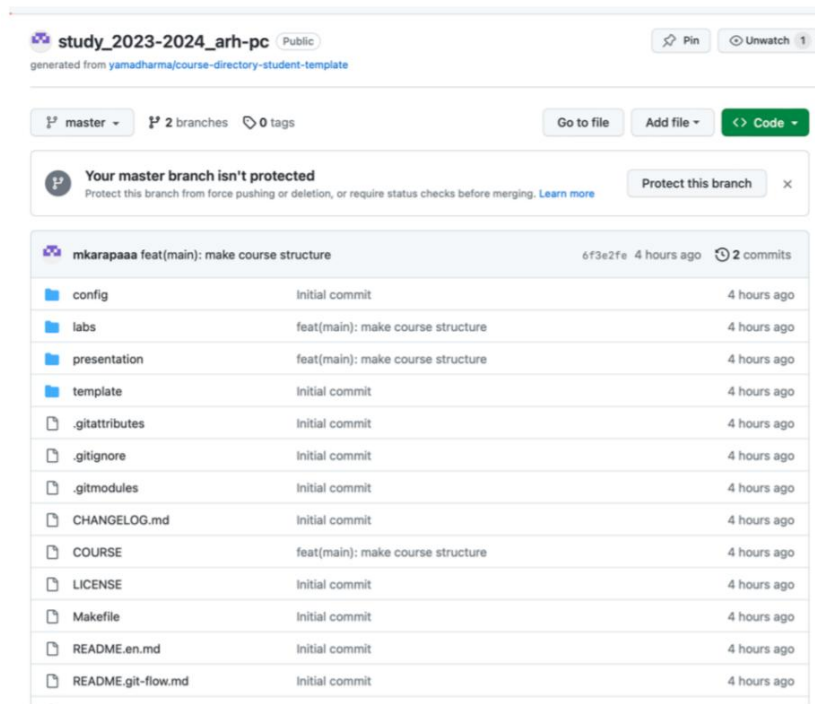 study_2023-2024_arh-pc Public Pin Unwatch 1
generated from yamadharma/course-directory-student-template
master 2 branches 0 tags Go to file Add file Code
Your master branch isn't protected
Protect this branch from force pushing or deletion, or require status checks before merging. Learn more Protect this branch
mkarapaaa feat(main): make course structure 6f3e2fe 4 hours ago 2 commits
config Initial commit 4 hours ago
labs feat(main): make course structure 4 hours ago
presentation feat(main): make course structure 4 hours ago
template Initial commit 4 hours ago
.gitattributes Initial commit 4 hours ago
.gitignore Initial commit 4 hours ago
.gitmodules Initial commit 4 hours ago
CHANGELOG.md Initial commit 4 hours ago
COURSE feat(main): make course structure 4 hours ago
LICENSE Initial commit 4 hours ago
Makefile Initial commit 4 hours ago
README.en.md Initial commit 4 hours ago
README.git-flow.md Initial commit 4 hours ago